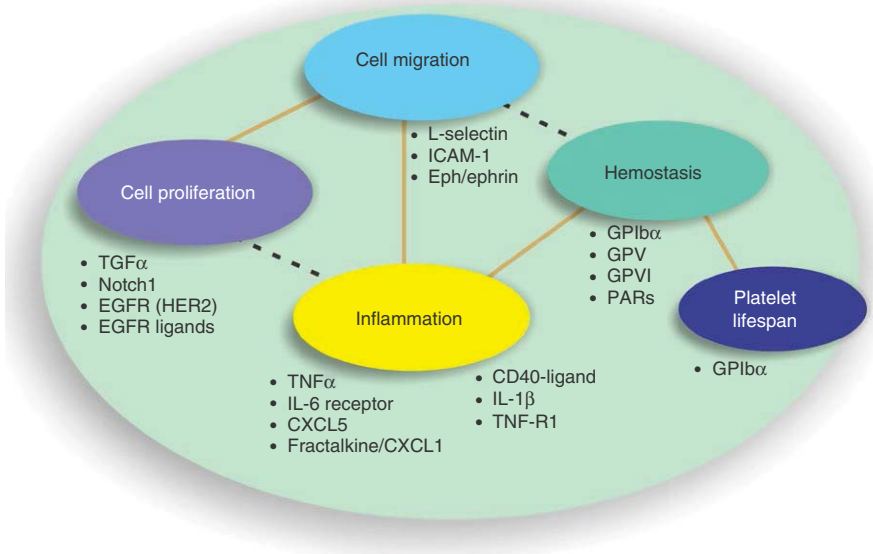 Cell migration
• L-selectin
• ICAM-1
• Eph/ephrin
Cell proliferation
• TGFα
• Notch1
• EGFR (HER2)
• EGFR ligands
Hemostasis
• GPIbα
• GPV
• GPVI
• PARs
Inflammation
• TNFα
• IL-6 receptor
• CXCL5
• Fractalkine/CXCL1
• CD40-ligand
• IL-1β
• TNF-R1
Platelet
lifespan
• GPIbα